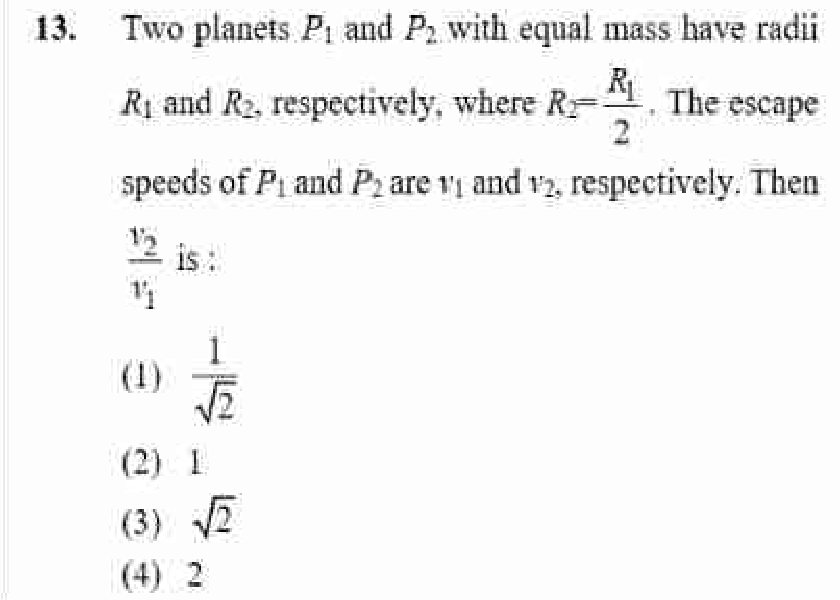 13. Two planets P₁ and P₂ with equal mass have radii
R₁ and R₂, respectively, where R₂=R₁/2. The escape
speeds of P₁ and P₂ are v₁ and v₂, respectively. Then
v₂/v₁ is :
(1) 1/√2
(2) 1
(3) √2
(4) 2